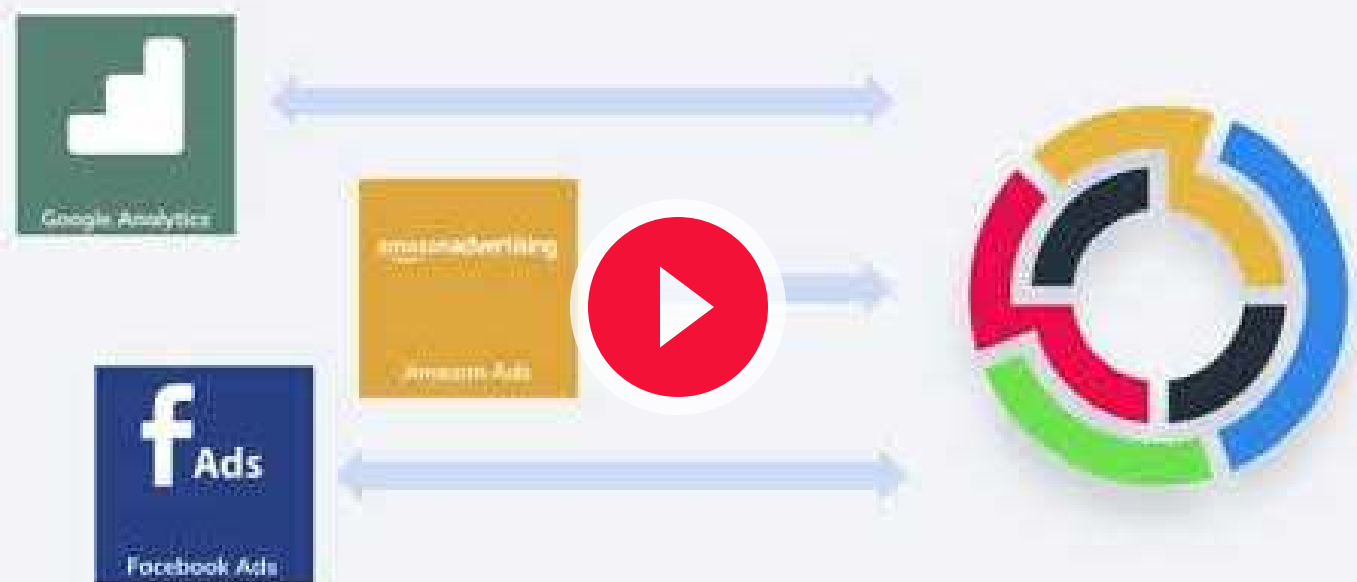 Google Analytics
amazonadvertising
Amazon Ads
f Ads
Facebook Ads